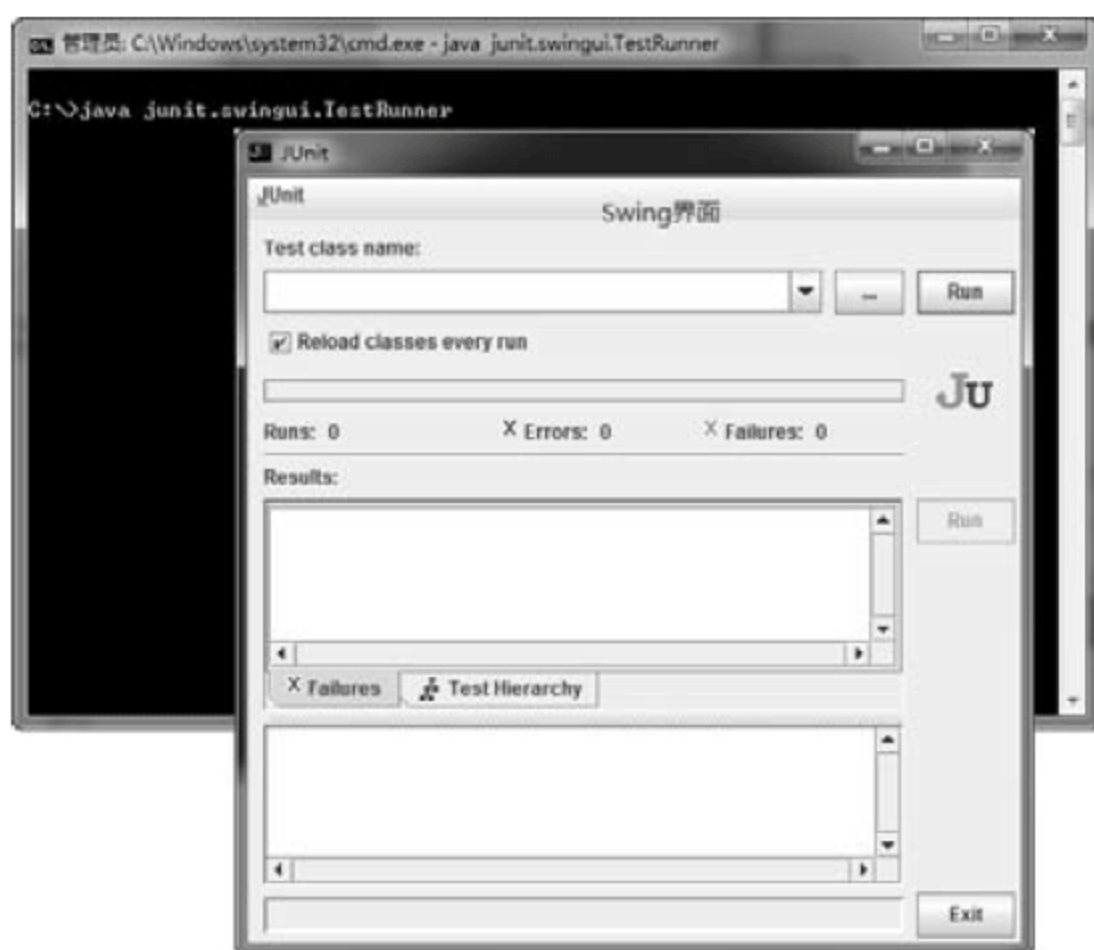 管理员: C:\Windows\system32\cmd.exe - java junit.swingui.TestRunner
C:\>java junit.swingui.TestRunner
JUnit
JUnit
Swing界面
Test class name:
... Run
Reload classes every run
JU
Runs: 0 X Errors: 0 X Failures: 0
Results:
Run
X Failures Test Hierarchy
Exit